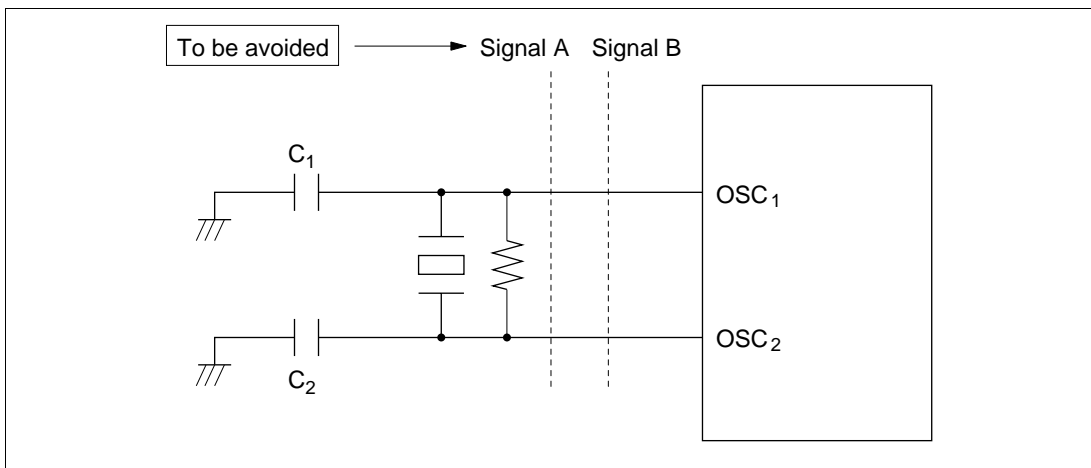 To be avoided
Signal A Signal B
C1
OSC1
OSC2
C2